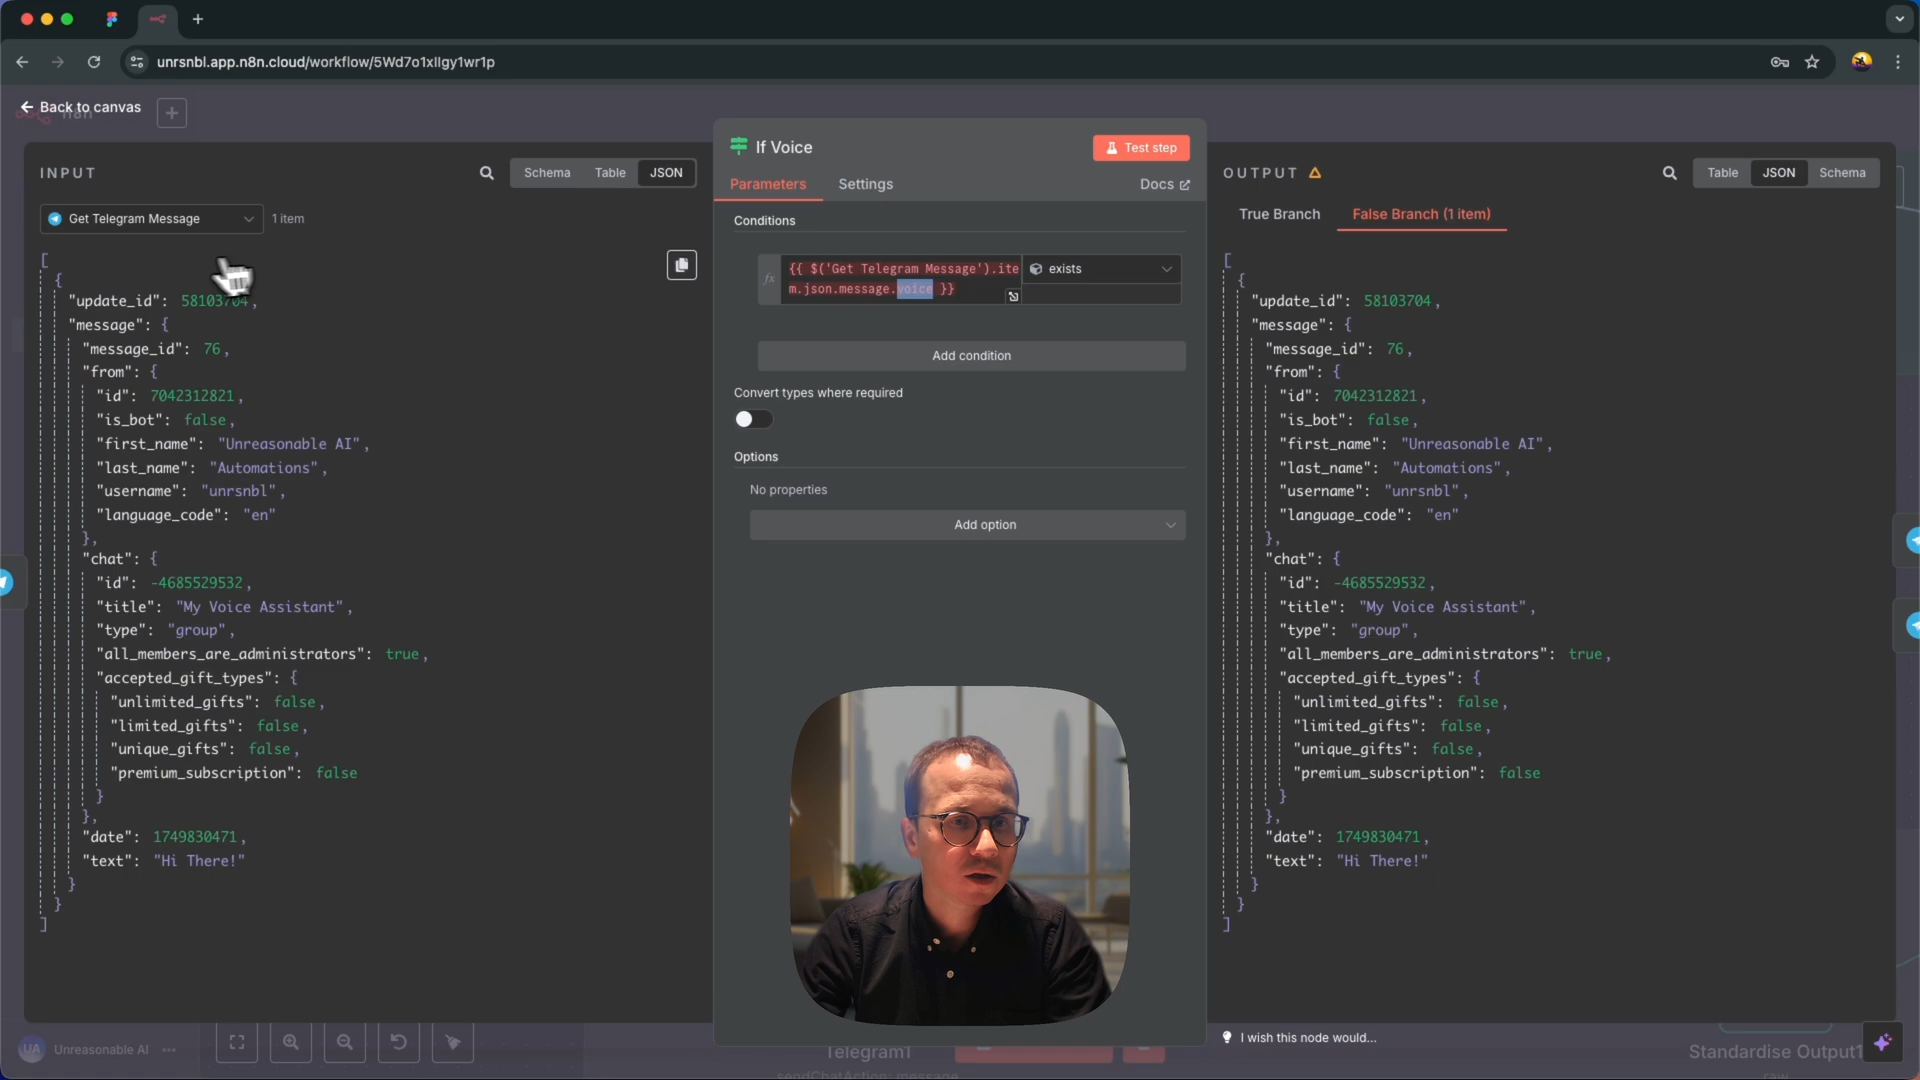 unrsnbl.app.n8n.cloud/workflow/5Wd7o1xllgy1wr1p
Back to canvas
n8n
INPUT
Schema Table JSON
Get Telegram Message 1 item
[
{
"update_id": 58103704,
"message": {
"message_id": 76,
"from": {
"id": 7042312821,
"is_bot": false,
"first_name": "Unreasonable AI",
"last_name": "Automations",
"username": "unrsnbl",
"language_code": "en"
},
"chat": {
"id": -4685529532,
"title": "My Voice Assistant",
"type": "group",
"all_members_are_administrators": true,
"accepted_gift_types": {
"unlimited_gifts": false,
"limited_gifts": false,
"unique_gifts": false,
"premium_subscription": false
}
},
"date": 1749830471,
"text": "Hi There!"
}
}
]
If Voice
Test step
Parameters Settings Docs
Conditions
fx
{{ $('Get Telegram Message').ite
m.json.message.voice }}
exists
Add condition
Convert types where required
Options
No properties
Add option
OUTPUT
Table JSON Schema
True Branch False Branch (1 item)
[
{
"update_id": 58103704,
"message": {
"message_id": 76,
"from": {
"id": 7042312821,
"is_bot": false,
"first_name": "Unreasonable AI",
"last_name": "Automations",
"username": "unrsnbl",
"language_code": "en"
},
"chat": {
"id": -4685529532,
"title": "My Voice Assistant",
"type": "group",
"all_members_are_administrators": true,
"accepted_gift_types": {
"unlimited_gifts": false,
"limited_gifts": false,
"unique_gifts": false,
"premium_subscription": false
}
},
"date": 1749830471,
"text": "Hi There!"
}
}
]
I wish this node would...
UA Unreasonable AI
Telegram1
sendChatAction: message
Standardise Output1
raw